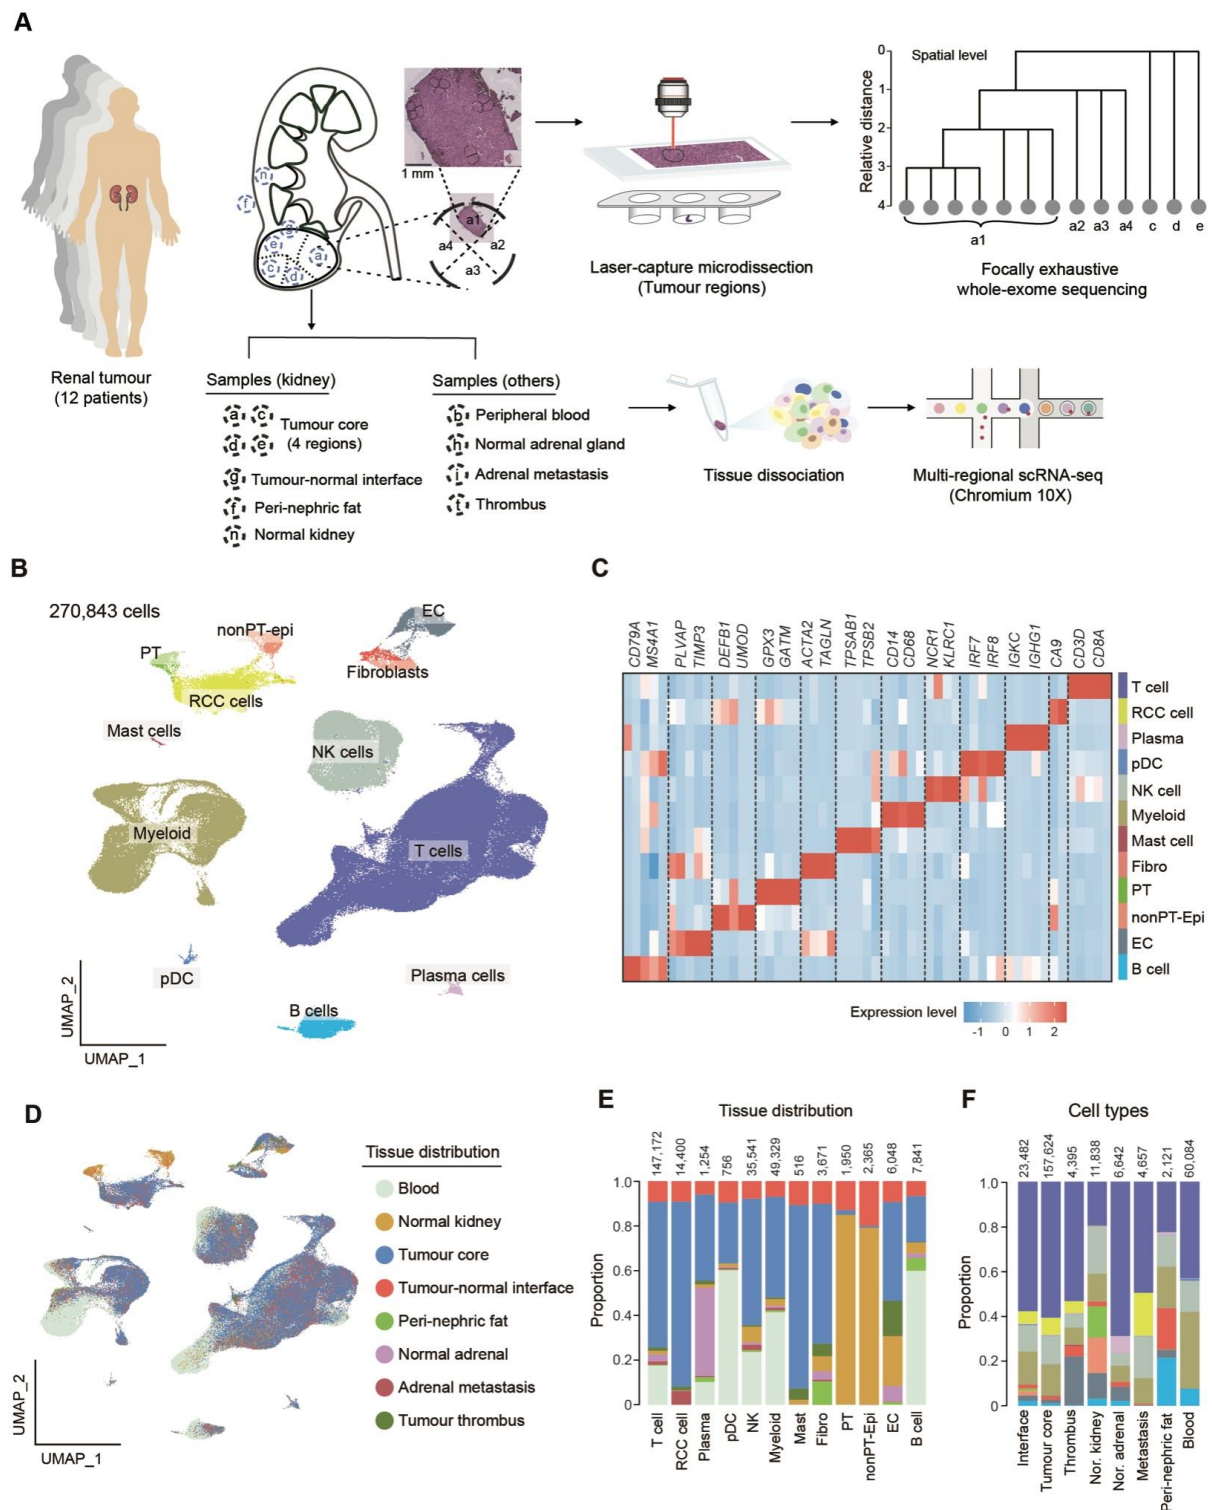 A
Renal tumour
(12 patients)
n
f
g
e
c
d
a
1 mm
a1
a4
a2
a3
Laser-capture microdissection
(Tumour regions)
0
1
2
3
4
Relative distance
Spatial level
a1
a2
a3
a4
c
d
e
Focally exhaustive
whole-exome sequencing
Samples (kidney)
a c
d e
Tumour core
(4 regions)
g Tumour-normal interface
f Peri-nephric fat
n Normal kidney
Samples (others)
b Peripheral blood
h Normal adrenal gland
i Adrenal metastasis
t Thrombus
Tissue dissociation
Multi-regional scRNA-seq
(Chromium 10X)
B
270,843 cells
PT
nonPT-epi
RCC cells
EC
Fibroblasts
Mast cells
NK cells
Myeloid
T cells
pDC
Plasma cells
B cells
UMAP_2
UMAP_1
C
CD79A
MS4A1
PLVAP
TIMP3
DEFB1
UMOD
GPX3
GATM
ACTA2
TAGLN
TPSAB1
TPSB2
CD14
CD68
NCR1
KLRC1
IRF7
IRF8
IGKC
IGHG1
CA9
CD3D
CD8A
T cell
RCC cell
Plasma
pDC
NK cell
Myeloid
Mast cell
Fibro
PT
nonPT-Epi
EC
B cell
Expression level
-1 0 1 2
D
UMAP_2
UMAP_1
Tissue distribution
Blood
Normal kidney
Tumour core
Tumour-normal interface
Peri-nephric fat
Normal adrenal
Adrenal metastasis
Tumour thrombus
E
Tissue distribution
147,172
14,400
1,254
756
35,541
49,329
516
3,671
1,950
2,365
6,048
7,841
1.0
0.8
0.6
0.4
0.2
0
Proportion
T cell
RCC cell
Plasma
pDC
NK
Myeloid
Mast
Fibro
PT
nonPT-Epi
EC
B cell
F
Cell types
23,482
157,624
4,395
11,838
6,642
4,657
2,121
60,084
1.0
0.8
0.6
0.4
0.2
0
Proportion
Interface
Tumour core
Thrombus
Nor. kidney
Nor. adrenal
Metastasis
Peri-nephric fat
Blood